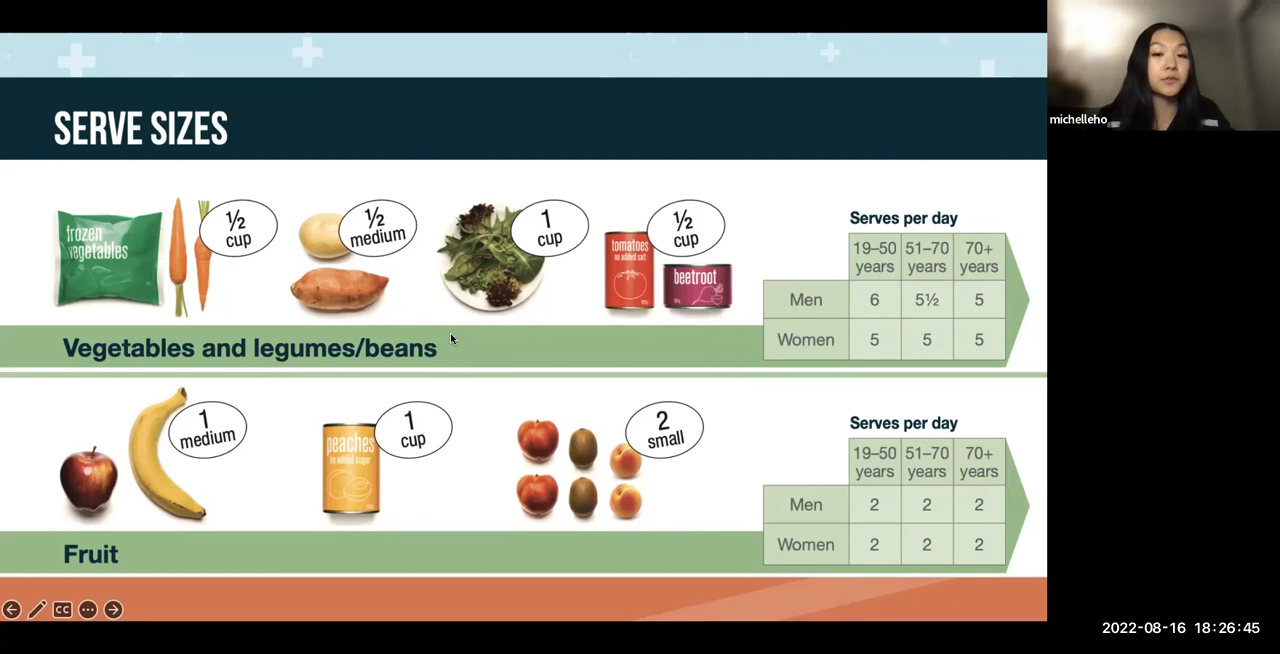 SERVE SIZES
frozen
vegetables
½
cup
½
medium
1
cup
tomatoes
no added salt
½
cup
beetroot
Serves per day
19–50 years
51–70 years
70+ years
Men 6 5½ 5
Women 5 5 5
Vegetables and legumes/beans
1
medium
peaches
no added sugar
1
cup
2
small
Serves per day
19–50 years
51–70 years
70+ years
Men 2 2 2
Women 2 2 2
Fruit
CC
michelleho
2022-08-16 18:26:45